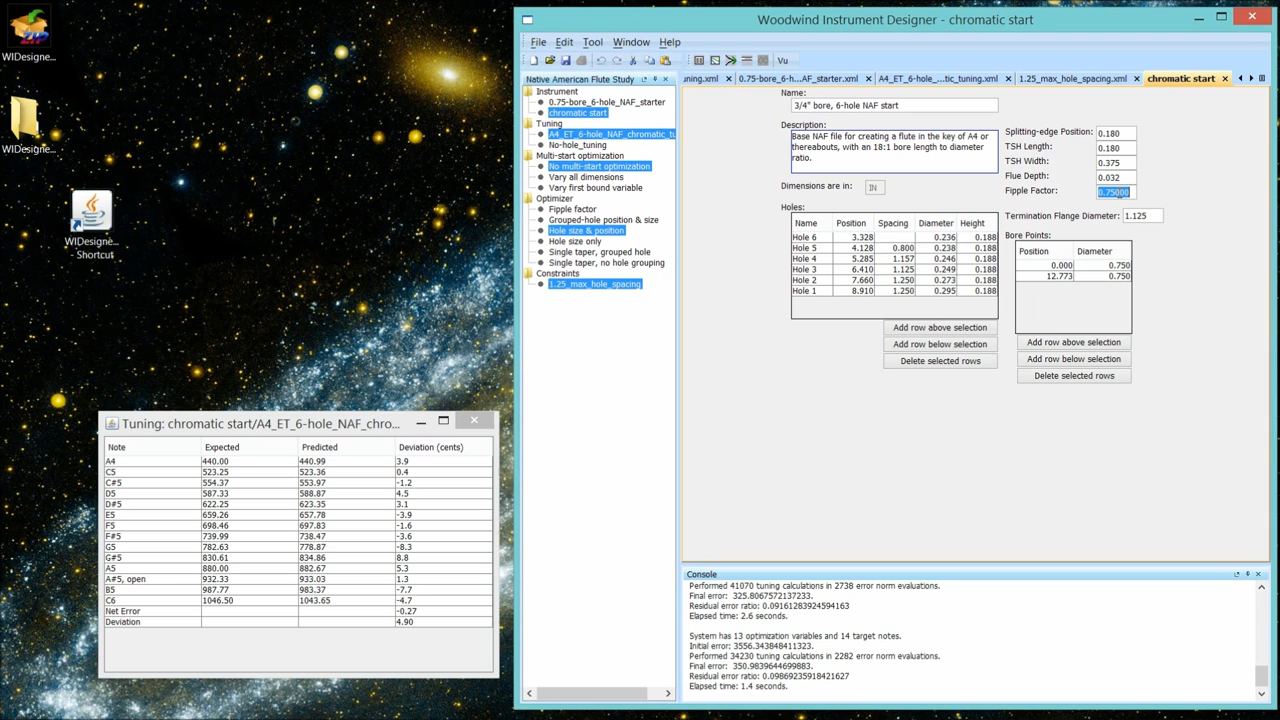 WIDesigne...
WIDesigne...
WIDesigne...
- Shortcut
Woodwind Instrument Designer - chromatic start
File Edit Tool Window Help
Vu
Native American Flute Study
Instrument
0.75-bore_6-hole_NAF_starter
chromatic start
Tuning
A4_ET_6-hole_NAF_chromatic_tu
No-hole_tuning
Multi-start optimization
No multi-start optimization
Vary all dimensions
Vary first bound variable
Optimizer
Fipple factor
Grouped-hole position & size
Hole size & position
Hole size only
Single taper, grouped hole
Single taper, no hole grouping
Constraints
1.25_max_hole_spacing
ning.xml 0.75-bore_6-h...AF_starter.xml A4_ET_6-hole_...tic_tuning.xml 1.25_max_hole_spacing.xml chromatic start
Name:
3/4" bore, 6-hole NAF start
Description:
Base NAF file for creating a flute in the key of A4 or
thereabouts, with an 18:1 bore length to diameter
ratio.
Dimensions are in: IN
Splitting-edge Position: 0.180
TSH Length: 0.180
TSH Width: 0.375
Flue Depth: 0.032
Fipple Factor: 0.75000
Holes:
Name Position Spacing Diameter Height
Hole 6 3.328 0.236 0.188
Hole 5 4.128 0.800 0.238 0.188
Hole 4 5.285 1.157 0.246 0.188
Hole 3 6.410 1.125 0.249 0.188
Hole 2 7.660 1.250 0.273 0.188
Hole 1 8.910 1.250 0.295 0.188
Add row above selection
Add row below selection
Delete selected rows
Termination Flange Diameter: 1.125
Bore Points:
Position Diameter
0.000 0.750
12.773 0.750
Add row above selection
Add row below selection
Delete selected rows
Tuning: chromatic start/A4_ET_6-hole_NAF_chro...
Note Expected Predicted Deviation (cents)
A4 440.00 440.99 3.9
C5 523.25 523.36 0.4
C#5 554.37 553.97 -1.2
D5 587.33 588.87 4.5
D#5 622.25 623.35 3.1
E5 659.26 657.78 -3.9
F5 698.46 697.83 -1.6
F#5 739.99 738.47 -3.6
G5 782.63 778.87 -8.3
G#5 830.61 834.86 8.8
A5 880.00 882.67 5.3
A#5, open 932.33 933.03 1.3
B5 987.77 983.37 -7.7
C6 1046.50 1043.65 -4.7
Net Error -0.27
Deviation 4.90
Console
Performed 41070 tuning calculations in 2738 error norm evaluations.
Final error: 325.8067572137233.
Residual error ratio: 0.09161283924594163
Elapsed time: 2.6 seconds.
System has 13 optimization variables and 14 target notes.
Initial error: 3556.343848411323.
Performed 34230 tuning calculations in 2282 error norm evaluations.
Final error: 350.9839644699883.
Residual error ratio: 0.09869235918421627
Elapsed time: 1.4 seconds.